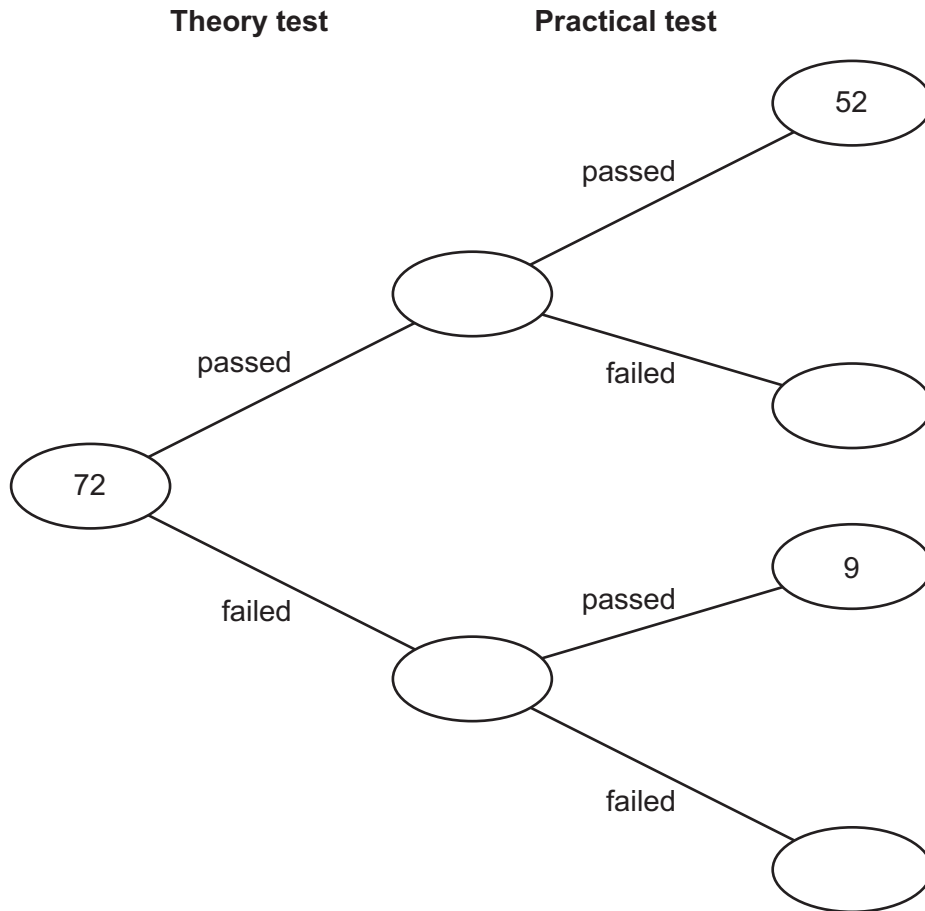 Theory test Practical test
52
passed
passed
failed
72
9
passed
failed
failed